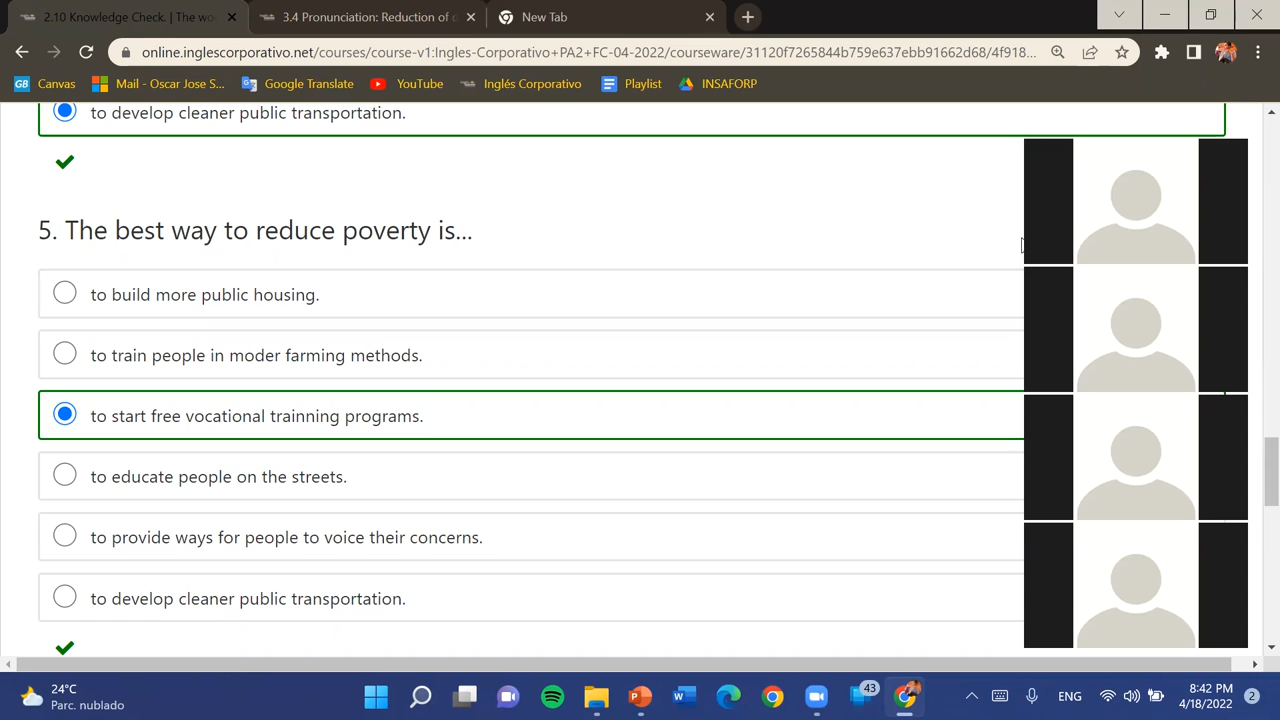 2.10 Knowledge Check. | The wo
3.4 Pronunciation: Reduction of
New Tab
online.inglescorporativo.net/courses/course-v1:Ingles-Corporativo+PA2+FC-04-2022/courseware/31120f7265844b759e637ebb91662d68/4f918...
GB Canvas
Mail - Oscar Jose S...
Google Translate
YouTube
Inglés Corporativo
Playlist
INSAFORP
to develop cleaner public transportation.
5. The best way to reduce poverty is...
to build more public housing.
to train people in moder farming methods.
to start free vocational trainning programs.
to educate people on the streets.
to provide ways for people to voice their concerns.
to develop cleaner public transportation.
24°C
Parc. nublado
43
ENG
8:42 PM
4/18/2022
2